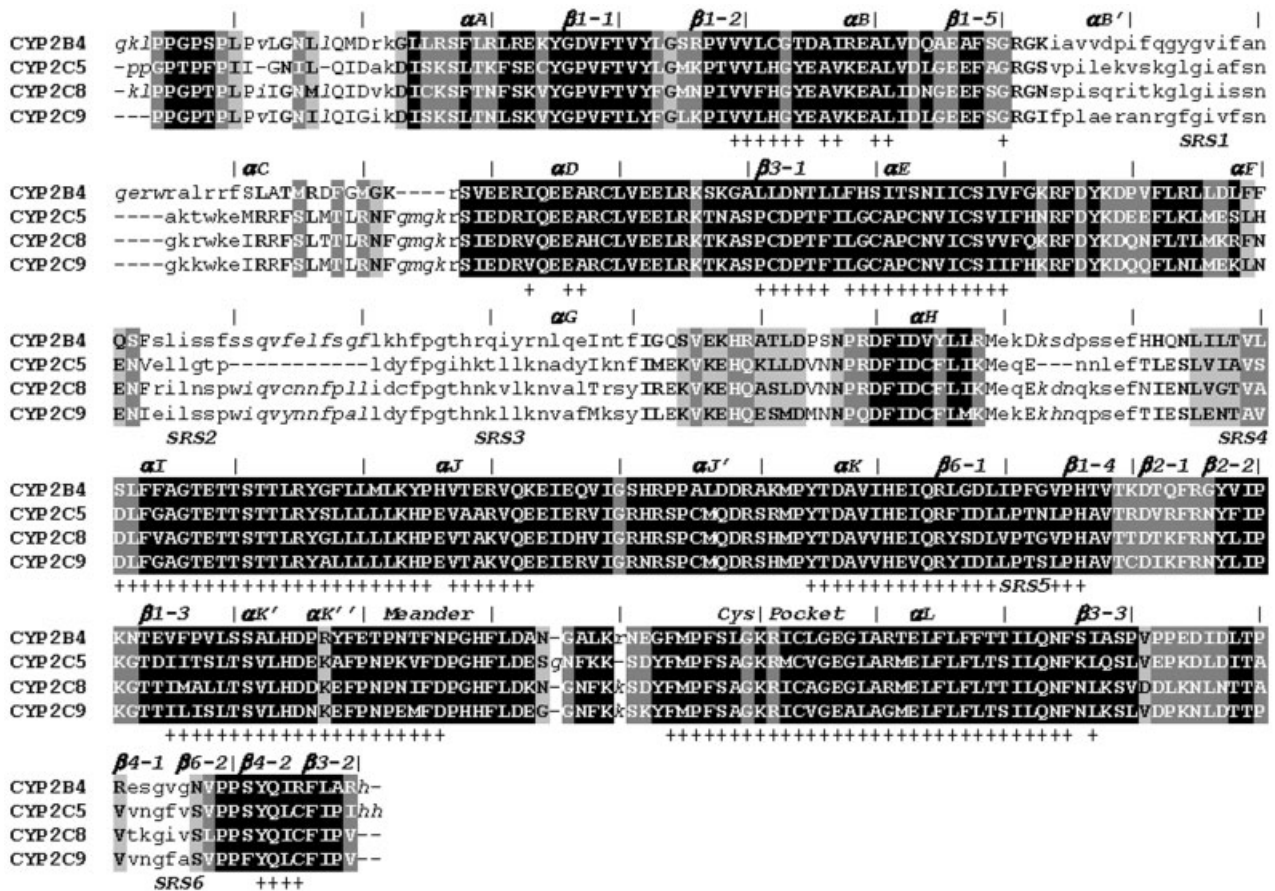 | | αA | β1-1 | β1-2 | αB | β1-5 | αB' | |
CYP2B4 gklPPGPSPLPvLGNLlQMDrkGLLRSFLRLREKYGDVFTVYLGSRPVVVLCGTDAIREALVDQAEAFSGRGKiavvdpifqgygvifan
CYP2C5 -ppGPTPFPII-GNIL-QIDakDISKSLTKFSECYGPVFTVYLGMKPTVVLHGYEAVKEALVDLGEEFAGRGSvpilekvskglgiafsn
CYP2C8 -klPPGPTPLPiIGNMlQIDvkDICKSFTNFSKVYGPVFTVYFGMNPIVVFHGYEAVKEALIDNGEEFSGRGNspisqritkglgiissn
CYP2C9 ---PPGPTPLPVIGNIlQIGikDISKSLTNLSKVYGPVFTLYFGLKPIVVLHGYEAVKEALIDLGEEFSGRGIfplaeranrgfgivfsn
++++++ ++ ++ + SRS1
αC | | αD | β3-1 | αE | | αF |
CYP2B4 gerwralrrfSLATMRDFGMGK----rSVEERIQEEARCLVEELRKSKGALLDNTLLFHSITSNIICSIVFGKRFDYKDPVFLRLLDLFF
CYP2C5 ----aktwkeMRRFSLMTLRNFgmgkrSIEDRIQEEARCLVEELRKTNASPCDPTFILGCAPCNVICSVIFHNRFDYKDEEFLKLMESLH
CYP2C8 ----gkrwkeIRRFSLTTLRNFgmgkrSIEDRVQEEAHCLVEELRKTKASPCDPTFILGCAPCNVICSVVFQKRFDYKDQNFLTLMKRFN
CYP2C9 ----gkkwkeIRRFSLMTLRNFgmgkrSIEDRVQEEARCLVEELRKTKASPCDPTFILGCAPCNVICSIIFHKRFDYKDQQFLNLMEKLN
+ ++ ++++++ +++++++++++++
| | | αG | | αH | | |
CYP2B4 QSFslissfssqvfelfsgflkhfpgthrqiyrnlqeIntfIGQSVEKHRATLDPSNPRDFIDVYLLRMekDksdpssefHHQNLILTVL
CYP2C5 ENVellgtp-----------ldyfpgihktllknadyIknfIMEKVKEHQKLLDVNNPRDFIDCFLIKMeqE---nnlefTLESLVIAVS
CYP2C8 ENFrilnspwiqvcnnfpllidcfpgthnkvlknvalTrsyIREKVKEHQASLDVNNPRDFIDCFLIKMeqEkdnqksefNIENLVGTVA
CYP2C9 ENIeilsspwiqvynnfpalldyfpgthnkllknvafMksyILEKVKEHQESMDMNNPQDFIDCFLMKMekEkhnqpsefTIESLENTAV
SRS2 SRS3 SRS4
αI | | αJ | | αJ' | αK | β6-1 | β1-4 | β2-1 β2-2 |
CYP2B4 SLFFAGTETTSTTLRYGFLLMLKYPHVTERVQKEIEQVIGSHRPPALDDRAKMPYTDAVIHEIQRLGDLIPFGVPHTVTKDTQFRGYVIP
CYP2C5 DLFGAGTETTSTTLRYSLLLLLKHPEVAARVQEEIERVIGRHRSPCMQDRSRMPYTDAVIHEIQRFIDLLPTNLPHAVTRDVRFRNYFIP
CYP2C8 DLFVAGTETTSTTLRYGLLLLLKHPEVTAKVQEEIDHVIGRHRSPCMQDRSHMPYTDAVVHEIQRYSDLVPTGVPHAVTTDTKFRNYLIP
CYP2C9 DLFGAGTETTSTTLRYALLLLLKHPEVTAKVQEEIERVIGRNRSPCMQDRSHMPYTDAVVHEIQRYIDLLPTSLPHAVTCDIKFRNYLIP
+++++++++++++++++++++++++ +++++++ +++++++++++++++ SRS5 +++
β1-3 | αK' αK'' | Meander | | Cys | Pocket | αL | β3-3 | |
CYP2B4 KNTEVFPVLSSALHDPRYFETPNTFNPGHFLDAN-GALKrNEGFMPFSLGKRICLGEGIARTELFLFFTTILQNFSIASPVPPEDIDLTP
CYP2C5 KGTDIITSLTSVLHDEKAFPNPKVFDPGHFLDESgNFKK-SDYFMPFSAGKRMCVGEGLARMELFLFLTSILQNFKLQSLVEPKDLDITA
CYP2C8 KGTTIMALLTSVLHDDKEFPNPNIFDPGHFLDKN-GNFKkSDYFMPFSAGKRICAGEGLARMELFLFLTTILQNFNLKSVDDLKNLNTTA
CYP2C9 KGTTILISLTSVLHDNKEFPNPEMFDPHHFLDEG-GNFKkSKYFMPFSAGKRICVGEALAGMELFLFLTSILQNFNLKSLVDPKNLDTTP
++++++++++++++++++++++ ++++++++++++++++++++++++++++++++ +
β4-1 β6-2 | β4-2 β3-2 |
CYP2B4 ResgvgNVPPSYQIRFLARh-
CYP2C5 VvngfvSVPPSYQLCFIPIhh
CYP2C8 VtkgivSLPPSYQICFIPV--
CYP2C9 VvngfaSVPPFYQLCFIPV--
SRS6 ++++